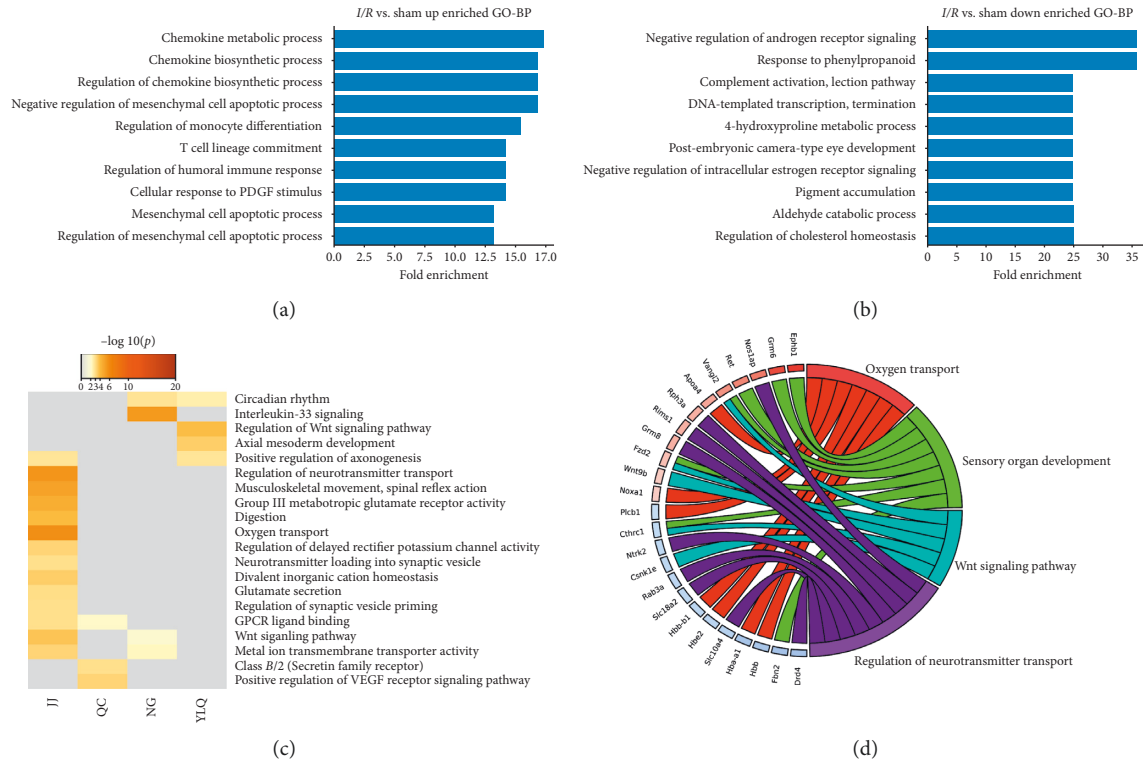 (a)
I/R vs. sham up enriched GO-BP
Chemokine metabolic process
Chemokine biosynthetic process
Regulation of chemokine biosynthetic process
Negative regulation of mesenchymal cell apoptotic process
Regulation of monocyte differentiation
T cell lineage commitment
Regulation of humoral immune response
Cellular response to PDGF stimulus
Mesenchymal cell apoptotic process
Regulation of mesenchymal cell apoptotic process
0.0 2.5 5.0 7.5 10.0 12.5 15.0 17.0
Fold enrichment
(a)
I/R vs. sham down enriched GO-BP
Negative regulation of androgen receptor signaling
Response to phenylpropanoid
Complement activation, lection pathway
DNA-templated transcription, termination
4-hydroxyproline metabolic process
Post-embryonic camera-type eye development
Negative regulation of intracellular estrogen receptor signaling
Pigment accumulation
Aldehyde catabolic process
Regulation of cholesterol homeostasis
0 5 10 15 20 25 30 35
Fold enrichment
(b)
–log 10(p)
0 2 3 4 6 10 20
Circadian rhythm
Interleukin-33 signaling
Regulation of Wnt signaling pathway
Axial mesoderm development
Positive regulation of axonogenesis
Regulation of neurotransmitter transport
Musculoskeletal movement, spinal reflex action
Group III metabotropic glutamate receptor activity
Digestion
Oxygen transport
Regulation of delayed rectifier potassium channel activity
Neurotransmitter loading into synaptic vesicle
Divalent inorganic cation homeostasis
Glutamate secretion
Regulation of synaptic vesicle priming
GPCR ligand binding
Wnt siganling pathway
Metal ion transmembrane transporter activity
Class B/2 (Secretin family receptor)
Positive regulation of VEGF receptor signaling pathway
JJ
QC
NG
YLQ
(c)
Ephb1
Grm6
Nos1ap
Ret
Vangl2
Apoa4
Rph3a
Rims1
Grm8
Fzd2
Wnt9b
Noxa1
Plcb1
Cthrc1
Ntrk2
Csnk1e
Rab3a
Slc18a2
Hbb-b1
Hbe2
Slc10a4
Hba-a1
Hbb
Fbn2
Drd4
Oxygen transport
Sensory organ development
Wnt signaling pathway
Regulation of neurotransmitter transport
(d)